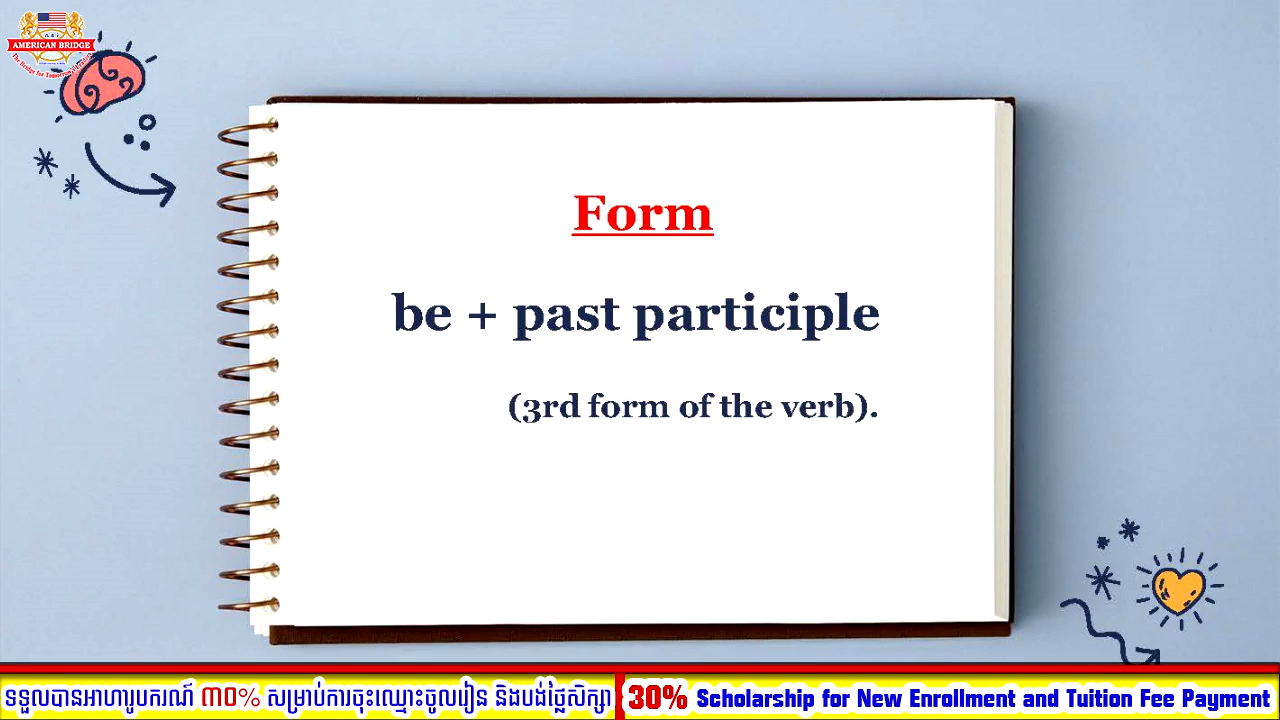 AMERICAN BRIDGE
Form
be + past participle
(3rd form of the verb).
ទទួលបានអាហារូបករណ៍ ៣០% សម្រាប់ការចុះឈ្មោះចូលរៀន និងបង់ថ្លៃសិក្សា
30% Scholarship for New Enrollment and Tuition Fee Payment